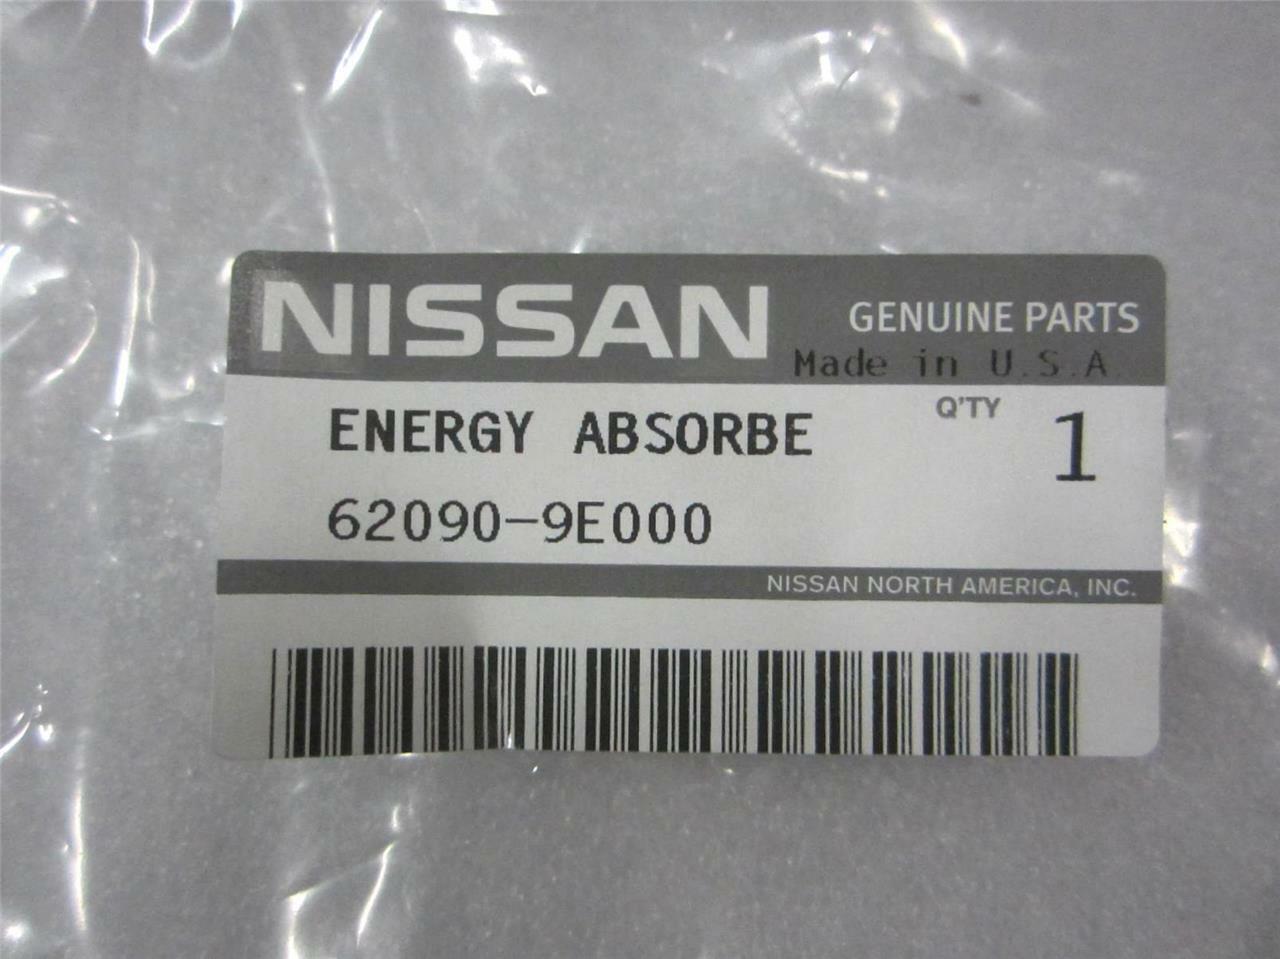 NISSAN
GENUINE PARTS
Made in U.S.A.
ENERGY ABSORBE
Q'TY 1
62090-9E000
NISSAN NORTH AMERICA, INC.